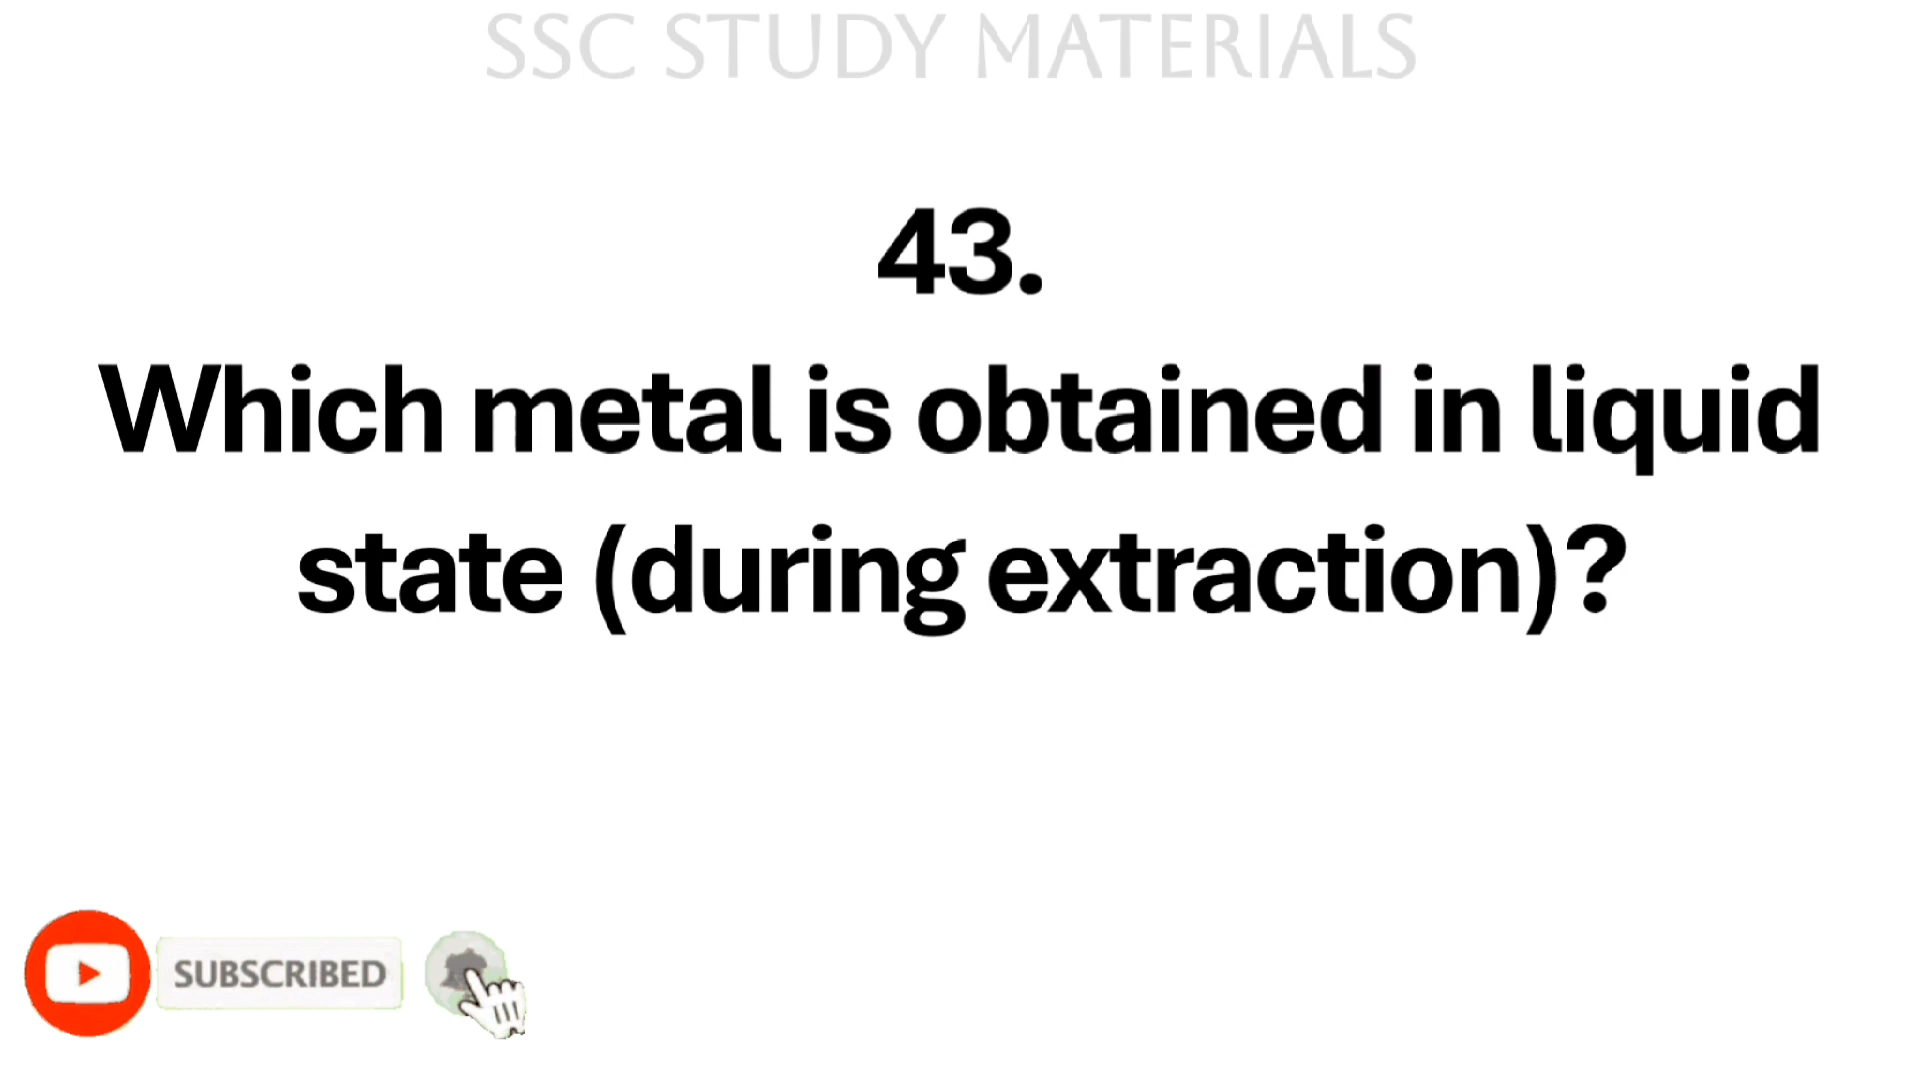 SSC STUDY MATERIALS
43.
Which metal is obtained in liquid
state (during extraction)?
SUBSCRIBED